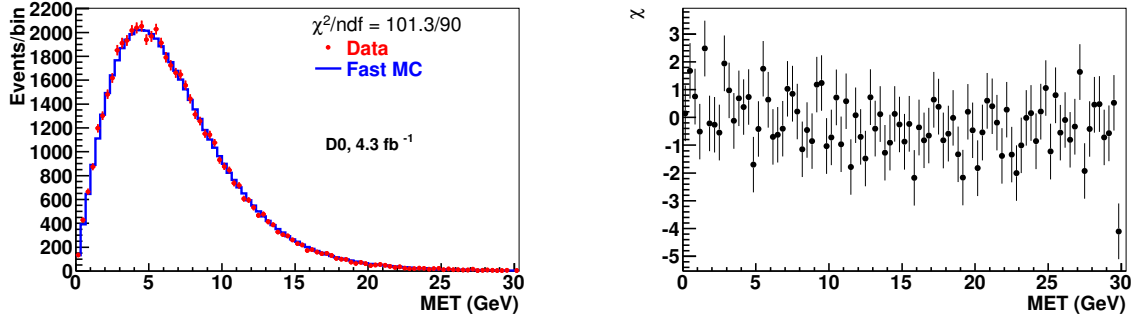 Events/bin
2200
2000
1800
1600
1400
1200
1000
800
600
400
200
0
χ²/ndf = 101.3/90
Data
Fast MC
D0, 4.3 fb⁻¹
0 5 10 15 20 25 30
MET (GeV)
χ
3
2
1
0
-1
-2
-3
-4
-5
0 5 10 15 20 25 30
MET (GeV)